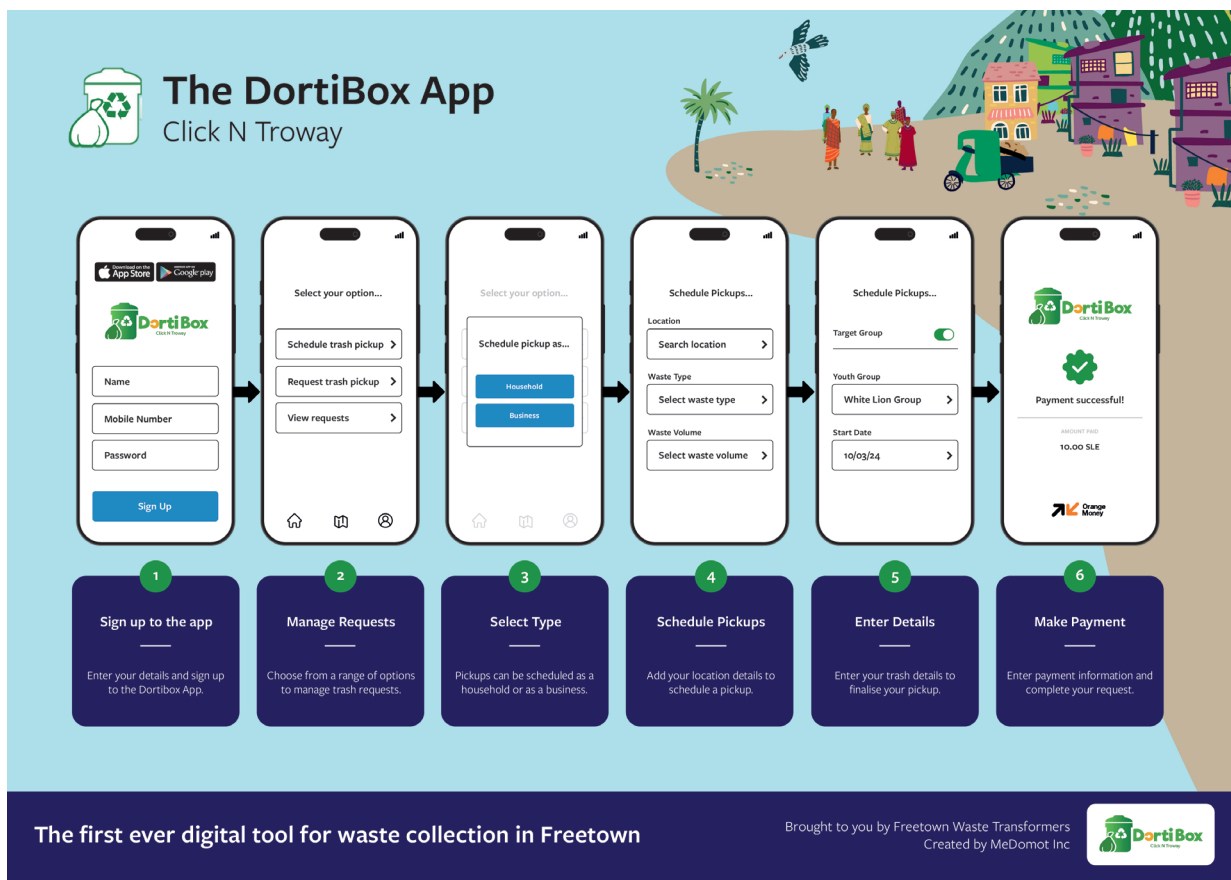 The DortiBox App
Click N Troway
Download on the
App Store
Google play
DortiBox
Click N Troway
Name
Mobile Number
Password
Sign Up
Select your option...
Schedule trash pickup
Request trash pickup
View requests
Select your option...
Schedule pickup as...
Household
Business
Schedule Pickups...
Location
Search location
Waste Type
Select waste type
Waste Volume
Select waste volume
Schedule Pickups...
Target Group
Youth Group
White Lion Group
Start Date
10/03/24
DortiBox
Click N Troway
Payment successful!
AMOUNT PAID
10.00 SLE
Orange
Money
1
Sign up to the app
Enter your details and sign up
to the Dortibox App.
2
Manage Requests
Choose from a range of options
to manage trash requests.
3
Select Type
Pickups can be scheduled as a
household or as a business.
4
Schedule Pickups
Add your location details to
schedule a pickup.
5
Enter Details
Enter your trash details to
finalise your pickup.
6
Make Payment
Enter payment information and
complete your request.
The first ever digital tool for waste collection in Freetown
Brought to you by Freetown Waste Transformers
Created by MeDomot Inc
DortiBox
Click N Troway